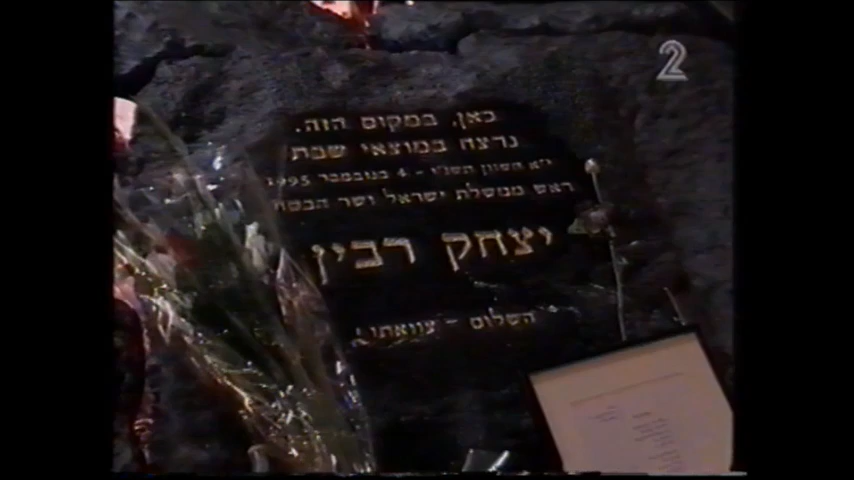 2
כאן, במקום הזה,
נרצח במוצאי שבת
י"א חשון תשנ"ו - 4 בנובמבר 1995
ראש ממשלת ישראל ושר הבטח
יצחק רבין
השלום - צוואתו